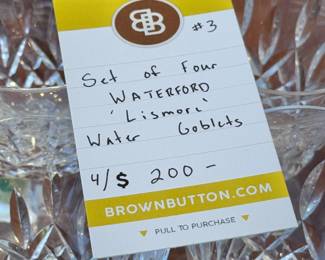 BB
#3
Set of Four
WATERFORD
'Lismore'
Water Goblets
4/$ 200 -
BROWNBUTTON.COM
PULL TO PURCHASE